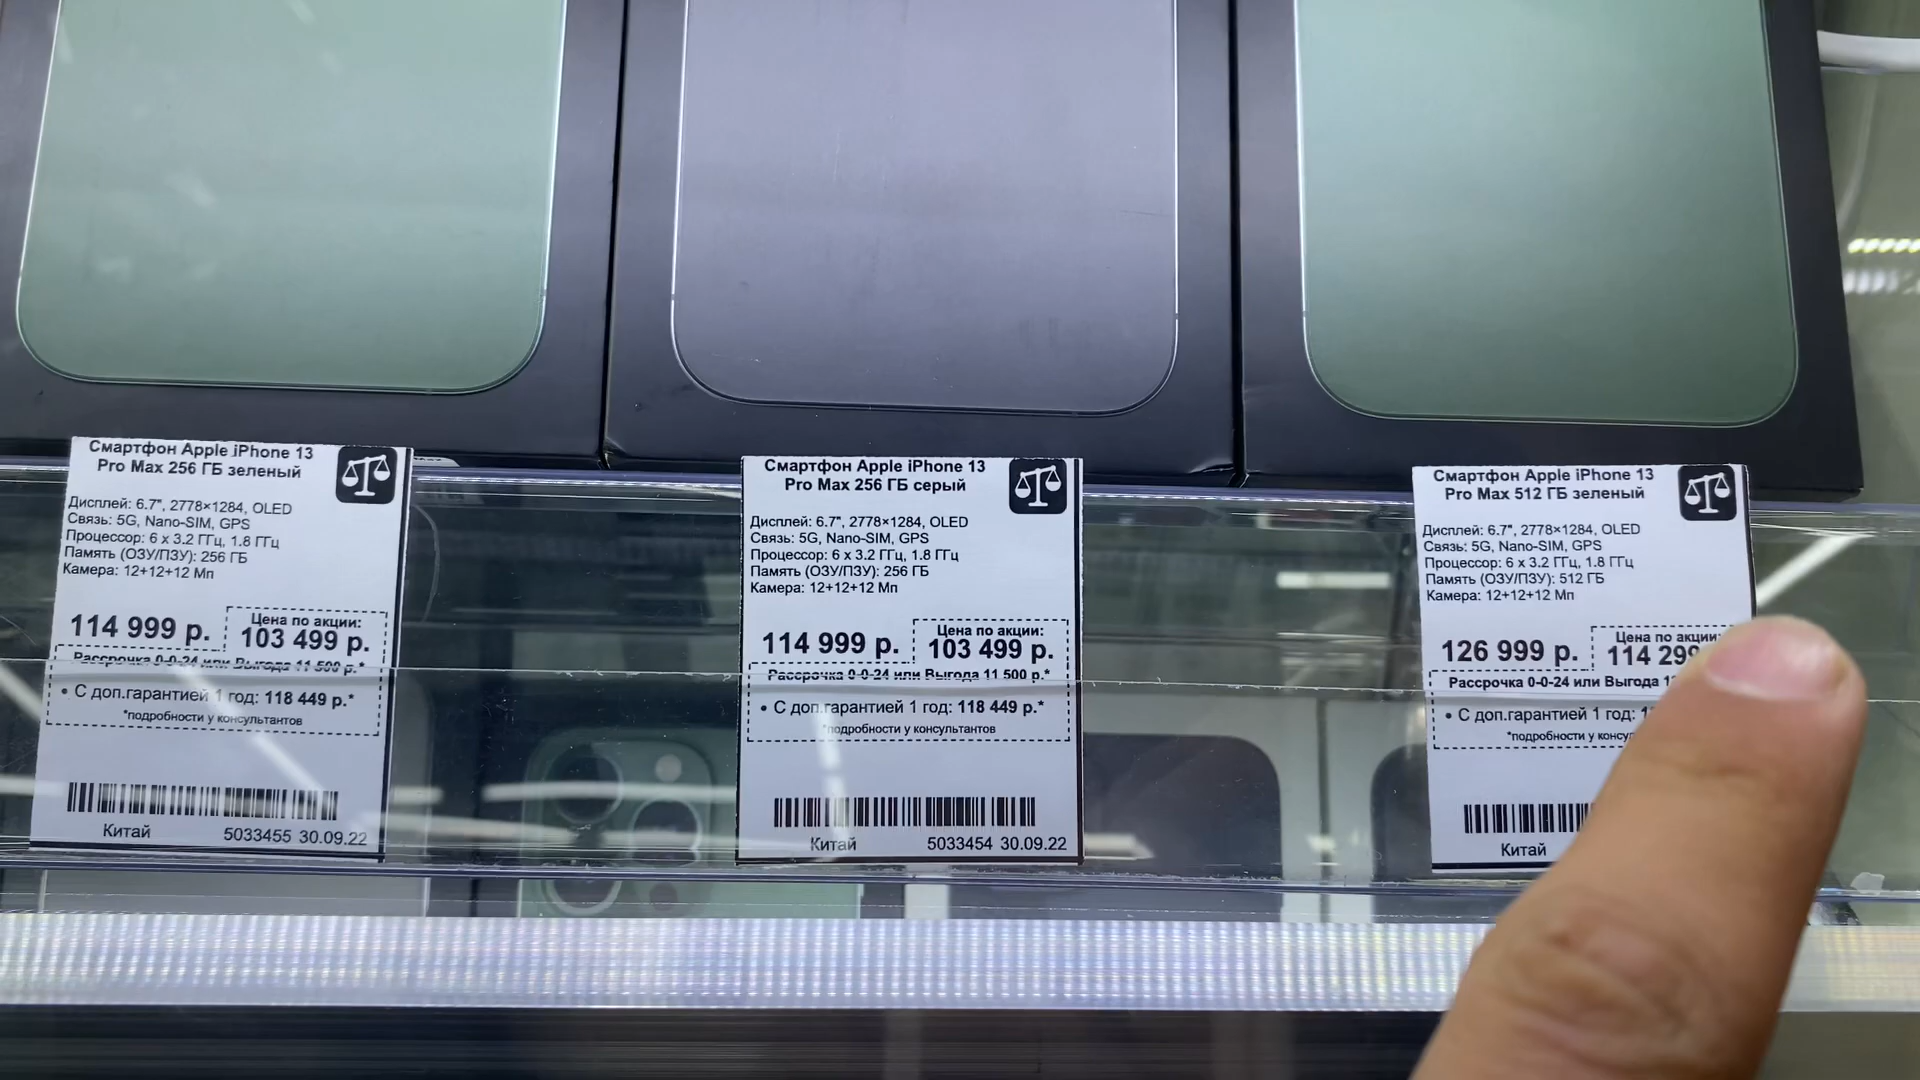 Смартфон Apple iPhone 13
Pro Max 256 ГБ зеленый
Дисплей: 6.7", 2778×1284, OLED
Связь: 5G, Nano-SIM, GPS
Процессор: 6 x 3.2 ГГц, 1.8 ГГц
Память (ОЗУ/ПЗУ): 256 ГБ
Камера: 12+12+12 Мп
Цена по акции:
114 999 р. 103 499 р.
Рассрочка 0-0-24 или Выгода 11 500 р.*
• С доп.гарантией 1 год: 118 449 р.*
*подробности у консультантов
Китай 5033455 30.09.22
Смартфон Apple iPhone 13
Pro Max 256 ГБ серый
Дисплей: 6.7", 2778×1284, OLED
Связь: 5G, Nano-SIM, GPS
Процессор: 6 x 3.2 ГГц, 1.8 ГГц
Память (ОЗУ/ПЗУ): 256 ГБ
Камера: 12+12+12 Мп
Цена по акции:
114 999 р. 103 499 р.
Рассрочка 0-0-24 или Выгода 11 500 р.*
• С доп.гарантией 1 год: 118 449 р.*
*подробности у консультантов
Китай 5033454 30.09.22
Смартфон Apple iPhone 13
Pro Max 512 ГБ зеленый
Дисплей: 6.7", 2778×1284, OLED
Связь: 5G, Nano-SIM, GPS
Процессор: 6 x 3.2 ГГц, 1.8 ГГц
Память (ОЗУ/ПЗУ): 512 ГБ
Камера: 12+12+12 Мп
Цена по акции:
126 999 р. 114 299
Рассрочка 0-0-24 или Выгода
• С доп.гарантией 1 год:
*подробности у
Китай